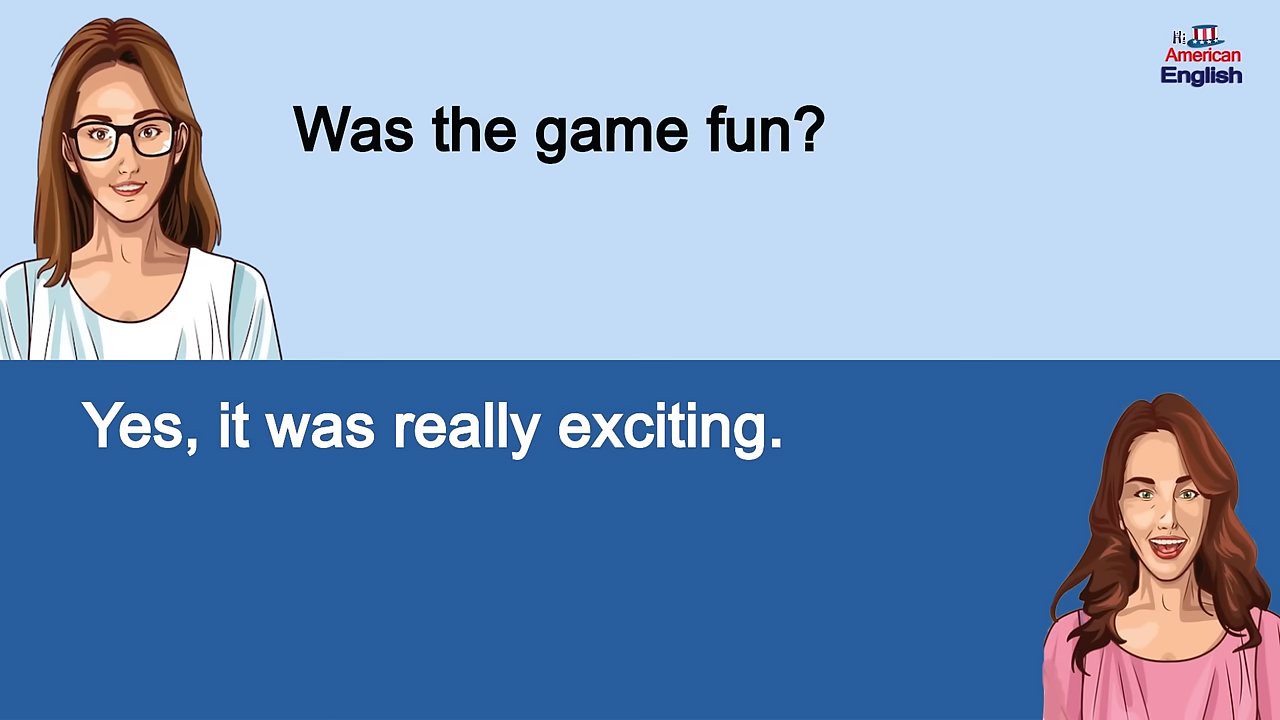 Hi
American
English
Was the game fun?
Yes, it was really exciting.